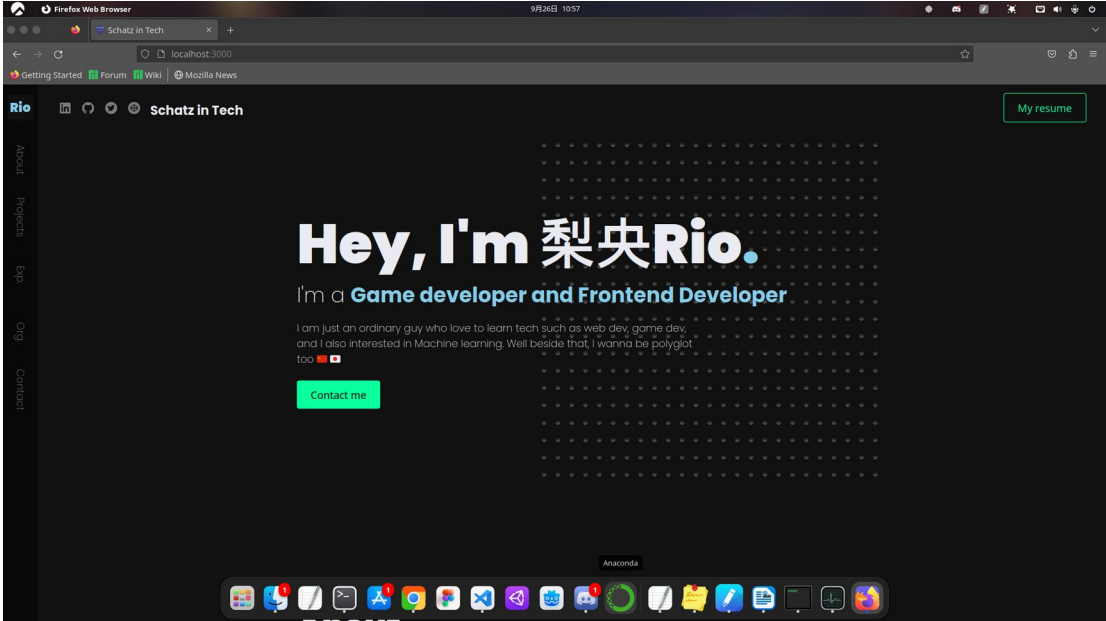 Firefox Web Browser
9月26日 10:57
Schatz in Tech
localhost:3000
Getting Started Forum Wiki Mozilla News
Rio
Schatz in Tech
My resume
About
Projects
Exp.
Org.
Contact
Hey, I'm 梨央Rio.
I'm a Game developer and Frontend Developer
I am just an ordinary guy who love to learn tech such as web dev, game dev,
and I also interested in Machine learning. Well beside that, I wanna be polyglot
too 🇨🇳 🇯🇵
Contact me
Anaconda
1
1
1